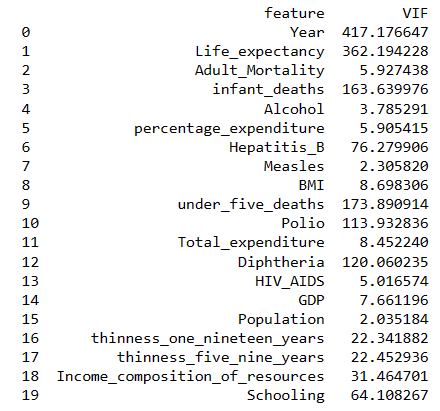 feature VIF
0 Year 417.176647
1 Life_expectancy 362.194228
2 Adult_Mortality 5.927438
3 infant_deaths 163.639976
4 Alcohol 3.785291
5 percentage_expenditure 5.905415
6 Hepatitis_B 76.279906
7 Measles 2.305820
8 BMI 8.698306
9 under_five_deaths 173.890914
10 Polio 113.932836
11 Total_expenditure 8.452240
12 Diphtheria 120.060235
13 HIV_AIDS 5.016574
14 GDP 7.661196
15 Population 2.035184
16 thinness_one_nineteen_years 22.341882
17 thinness_five_nine_years 22.452936
18 Income_composition_of_resources 31.464701
19 Schooling 64.108267